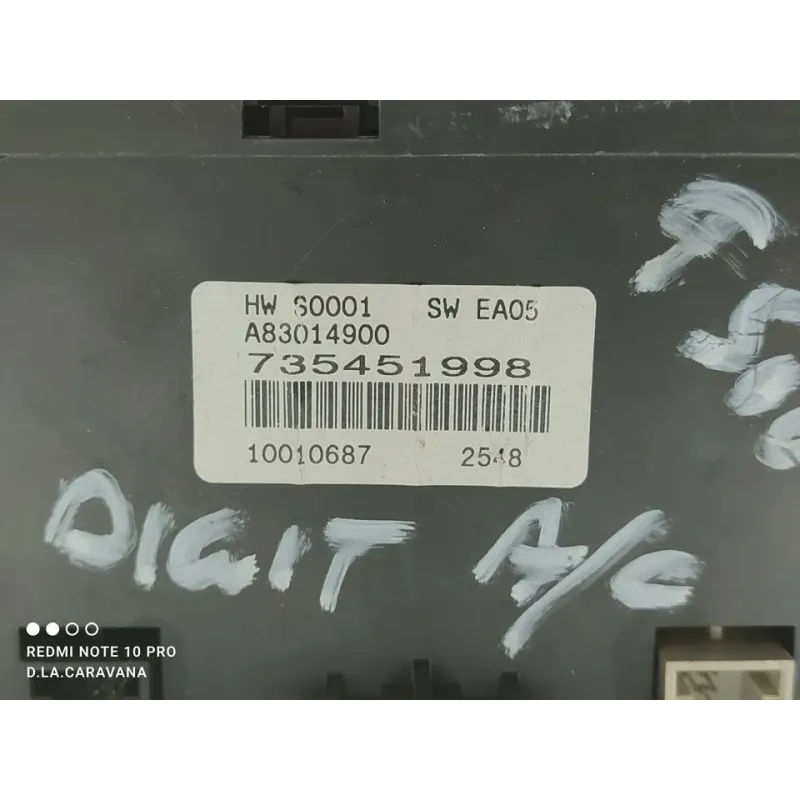 HW S0001 SW EA05
A83014900
735451998
10010687 2548
DIGIT A/C
REDMI NOTE 10 PRO
D.LA.CARAVANA